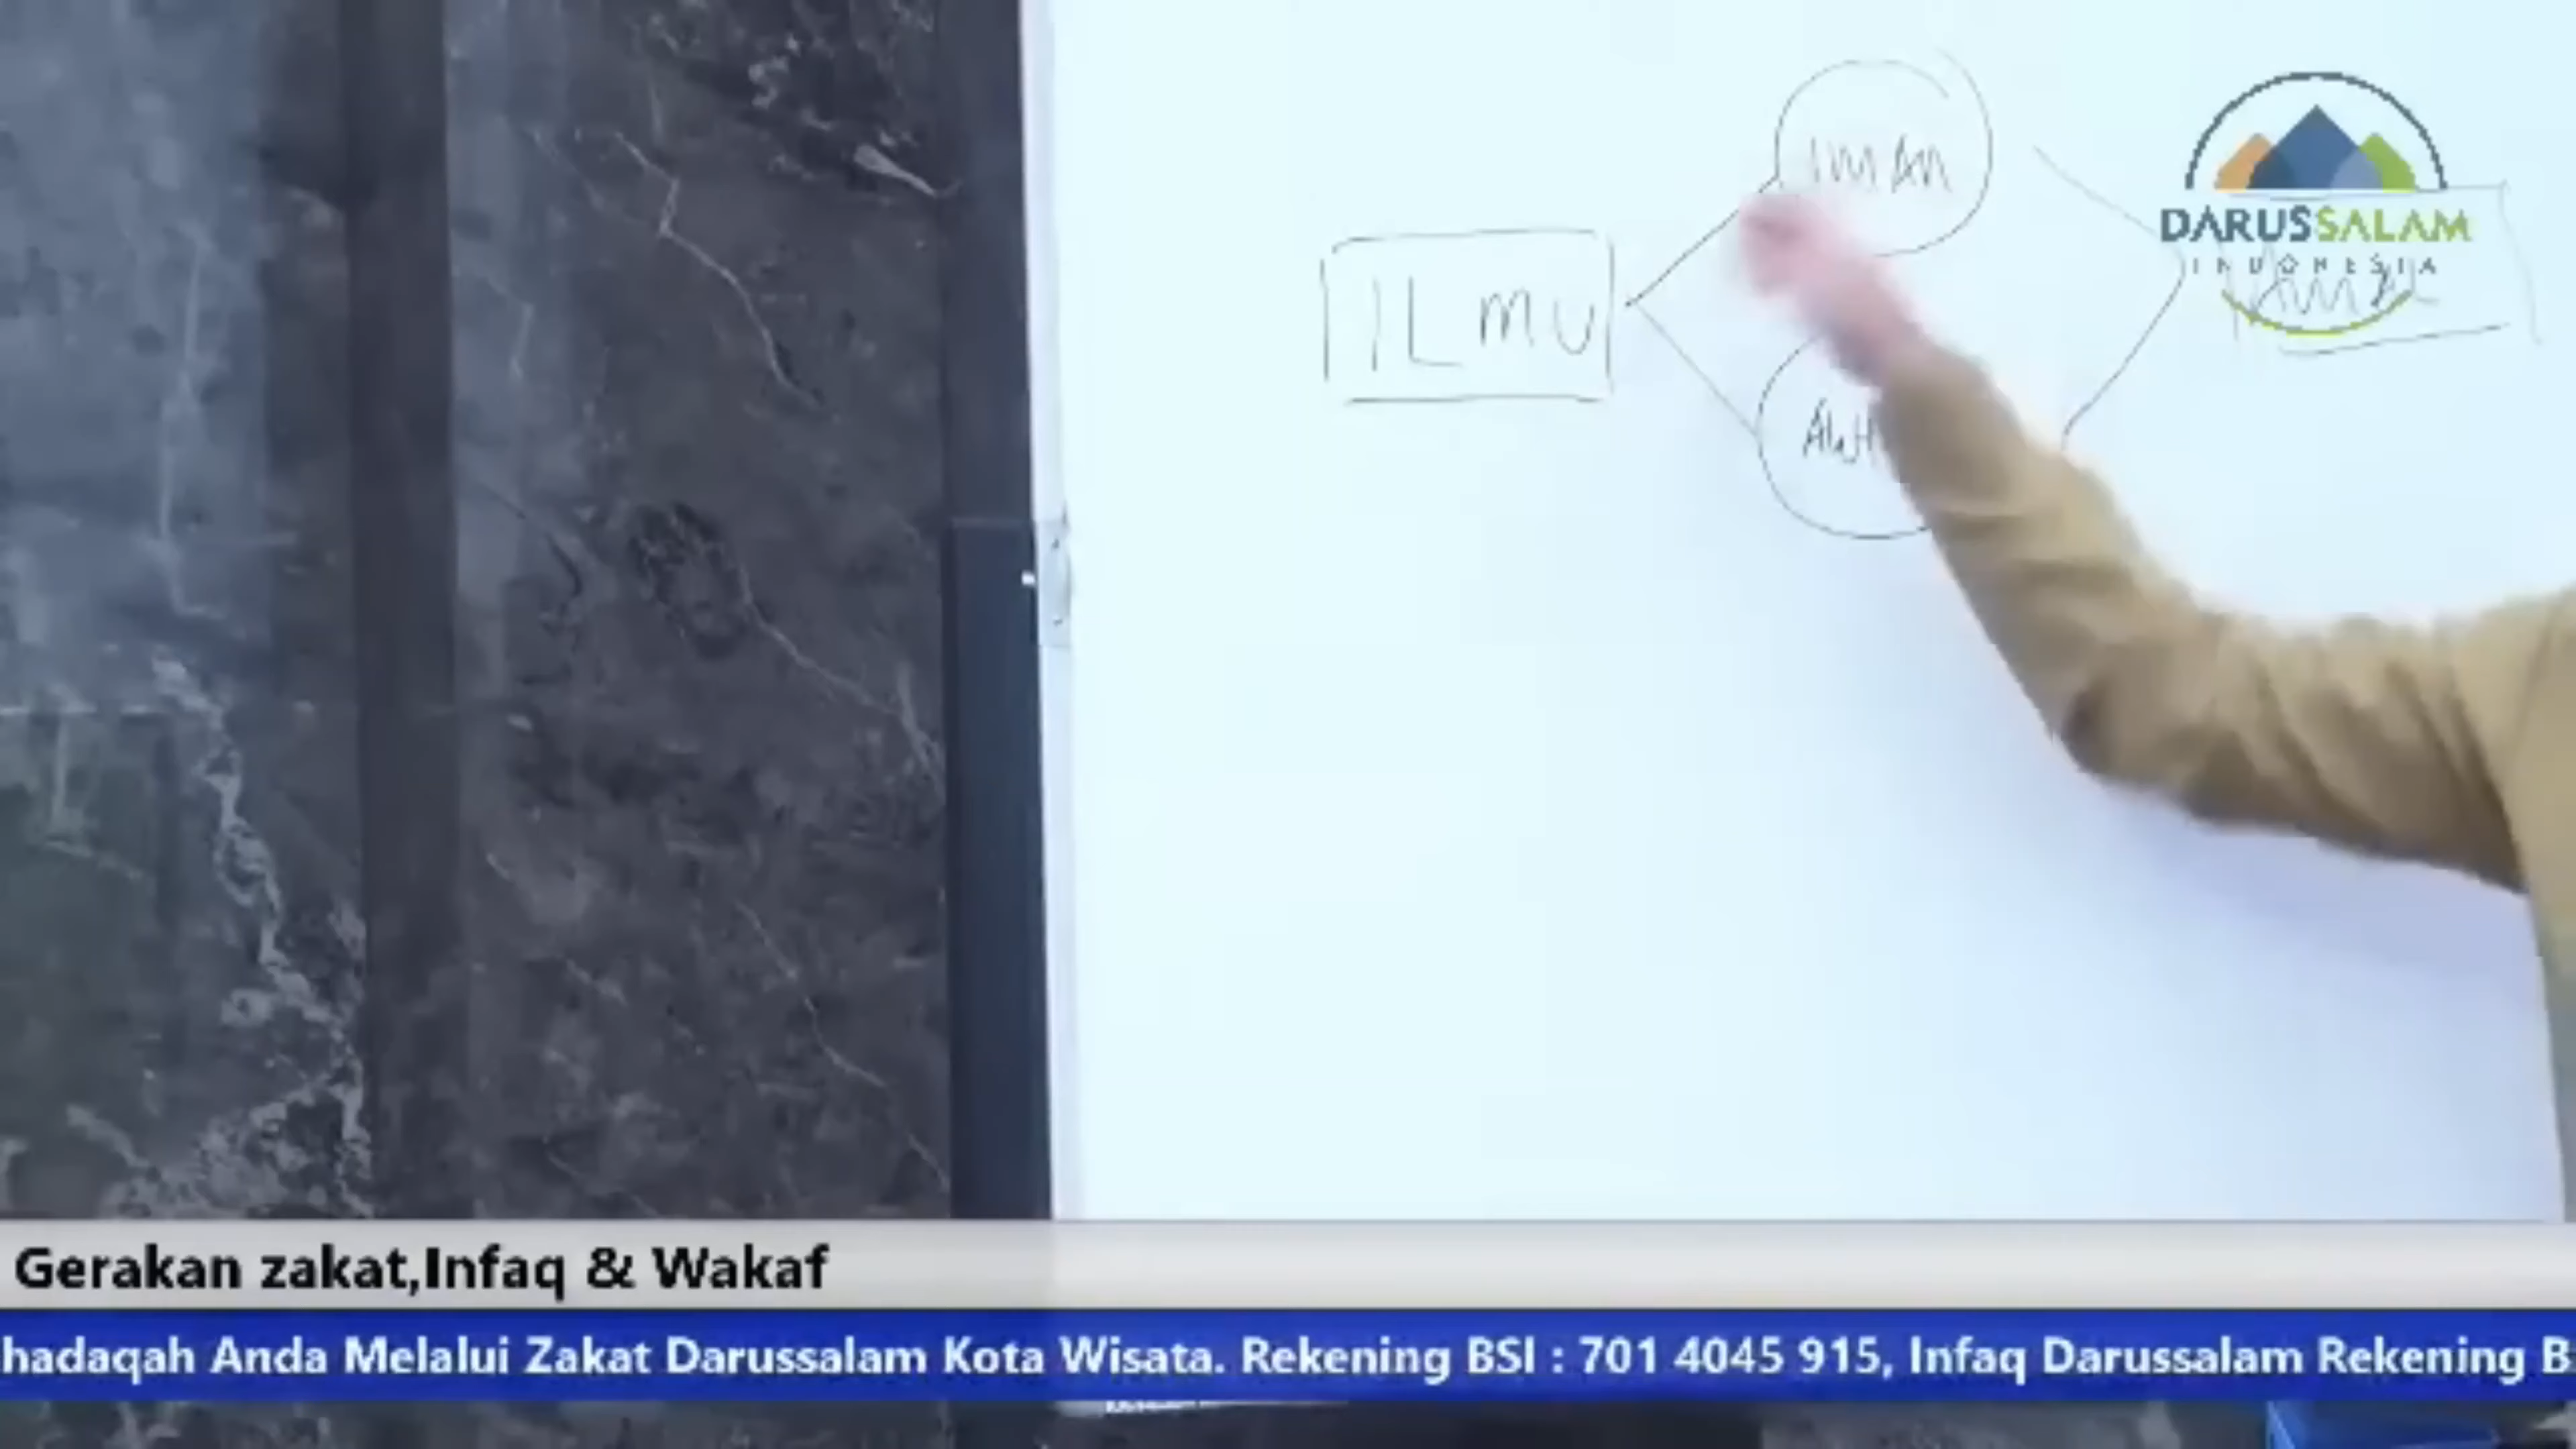 IMAN
ILMU
DARUSSALAM
INDONESIA
Gerakan zakat,Infaq & Wakaf
hadaqah Anda Melalui Zakat Darussalam Kota Wisata. Rekening BSI : 701 4045 915, Infaq Darussalam Rekening B